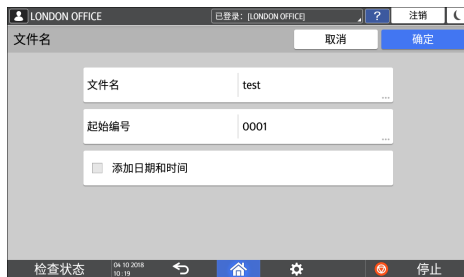 LONDON OFFICE
已登录: [LONDON OFFICE]
?
注销
文件名
取消
确定
文件名
test
...
起始编号
0001
...
添加日期和时间
检查状态
04 10 2018
10 : 19
停止